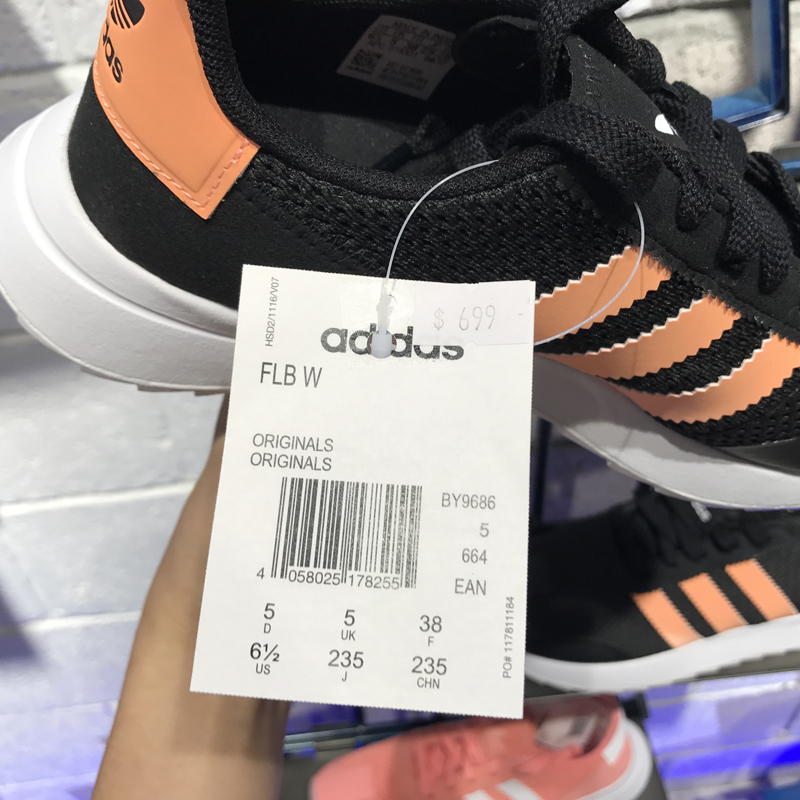 adidas
HSD2/1116/V07
$ 699 -
adidas
FLB W
ORIGINALS
ORIGINALS
BY9686
5
664
EAN
4 058025 178255
5 5 38
D UK F
6½ 235 235
US J CHN
PO# 117811184